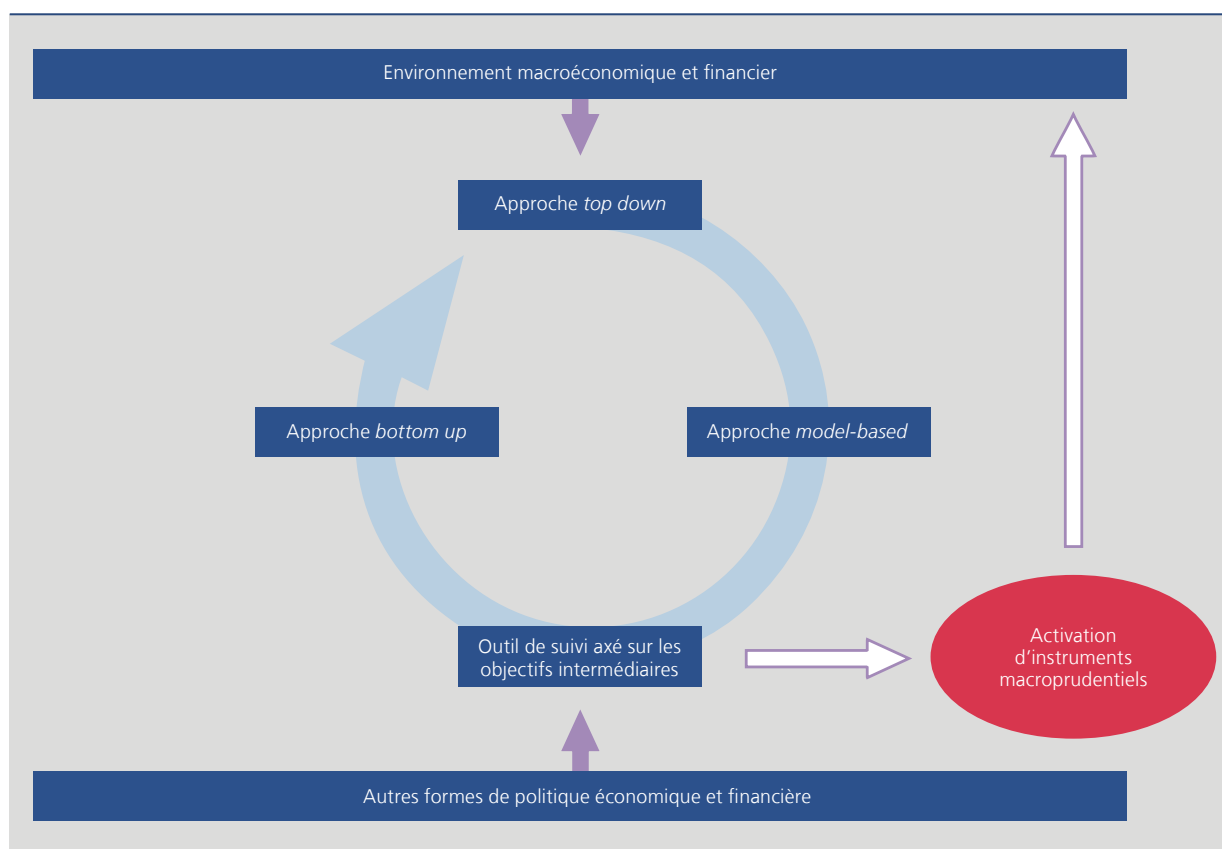 Environnement macroéconomique et financier
Approche top down
Approche bottom up
Approche model-based
Outil de suivi axé sur les
objectifs intermédiaires
Activation
d’instruments
macroprudentiels
Autres formes de politique économique et financière